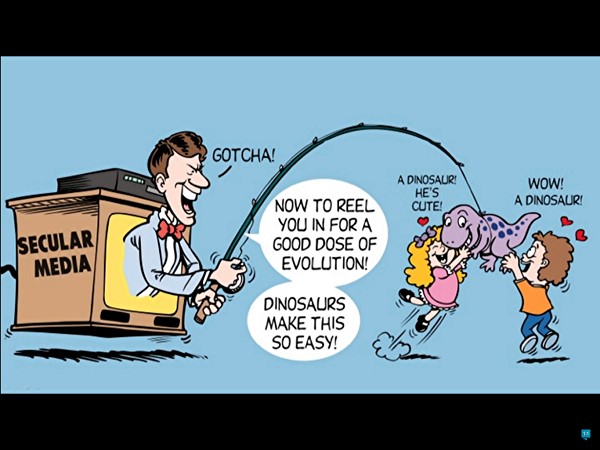 GOTCHA!
SECULAR
MEDIA
NOW TO REEL
YOU IN FOR A
GOOD DOSE OF
EVOLUTION!
DINOSAURS
MAKE THIS
SO EASY!
A DINOSAUR!
HE'S
CUTE!
WOW!
A DINOSAUR!